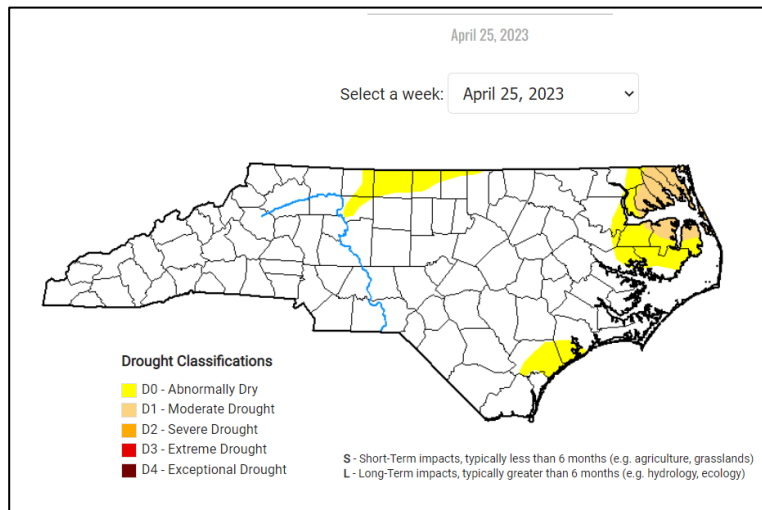 April 25, 2023
Select a week: April 25, 2023
Drought Classifications
D0 - Abnormally Dry
D1 - Moderate Drought
D2 - Severe Drought
D3 - Extreme Drought
D4 - Exceptional Drought
S - Short-Term impacts, typically less than 6 months (e.g. agriculture, grasslands)
L - Long-Term impacts, typically greater than 6 months (e.g. hydrology, ecology)